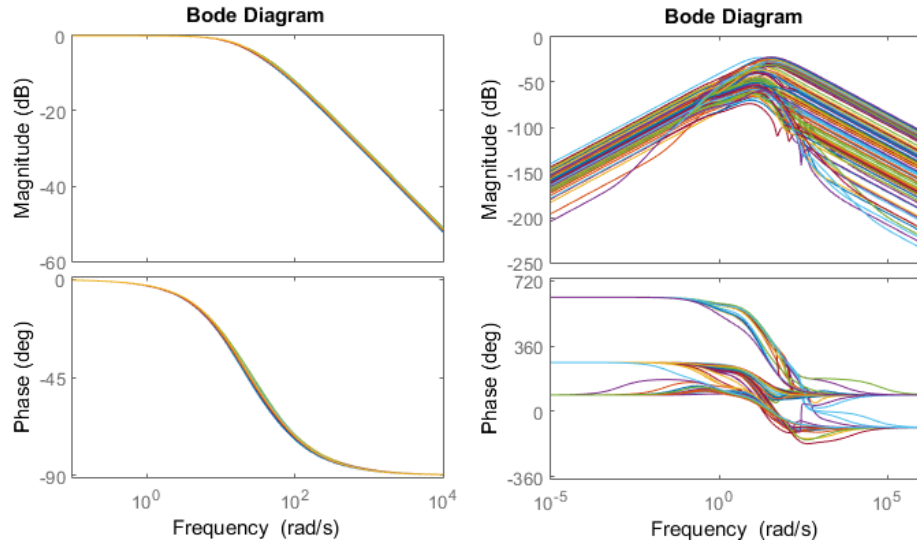 Bode Diagram
0
-20
-40
-60
Magnitude (dB)
0
-45
-90
Phase (deg)
10^0
10^2
10^4
Frequency (rad/s)
Bode Diagram
0
-50
-100
-150
-200
-250
Magnitude (dB)
720
360
0
-360
Phase (deg)
10^-5
10^0
10^5
Frequency (rad/s)